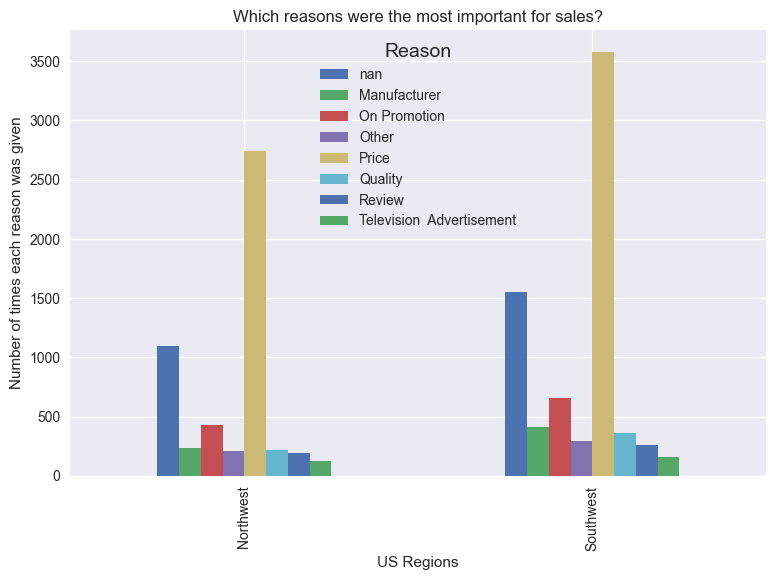 Which reasons were the most important for sales?
Reason
nan
Manufacturer
On Promotion
Other
Price
Quality
Review
Television  Advertisement
Number of times each reason was given
3500
3000
2500
2000
1500
1000
500
0
Northwest
Southwest
US Regions